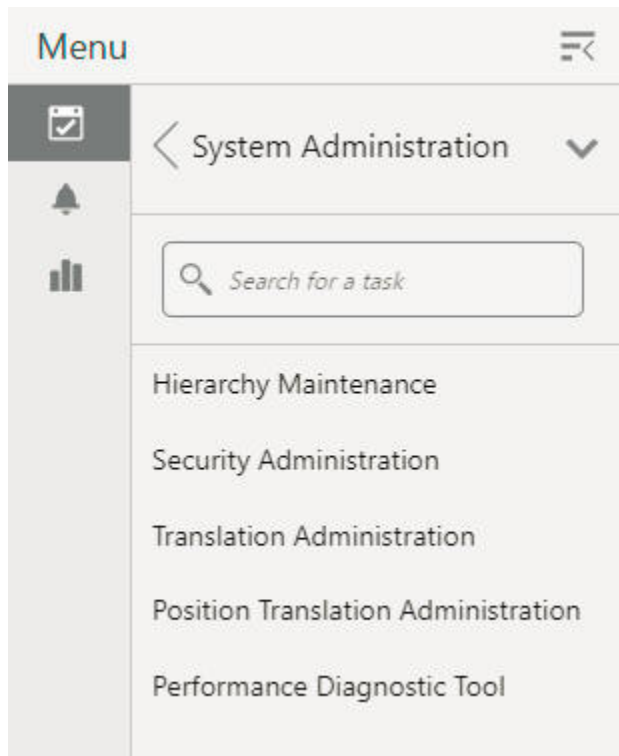 Menu
System Administration
Search for a task
Hierarchy Maintenance
Security Administration
Translation Administration
Position Translation Administration
Performance Diagnostic Tool